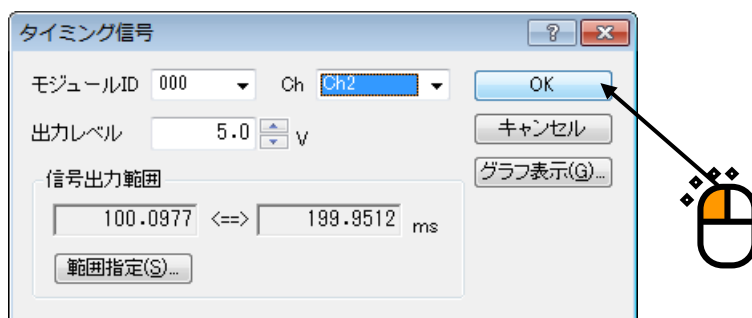 タイミング信号
モジュールID 000 Ch Ch2 OK
出力レベル 5.0 V キャンセル
グラフ表示(G)...
信号出力範囲
100.0977 <==> 199.9512 ms
範囲指定(S)...